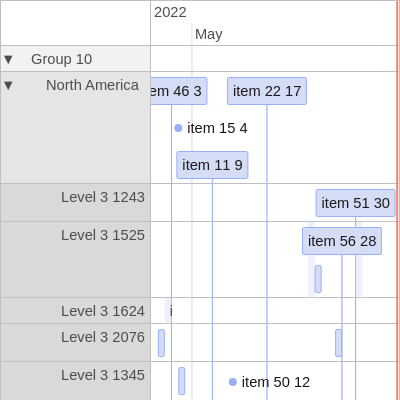 2022
May
▼ Group 10
▼ North America
em 46 3
item 22 17
item 15 4
item 11 9
Level 3 1243
item 51 30
Level 3 1525
item 56 28
Level 3 1624
i
Level 3 2076
Level 3 1345
item 50 12